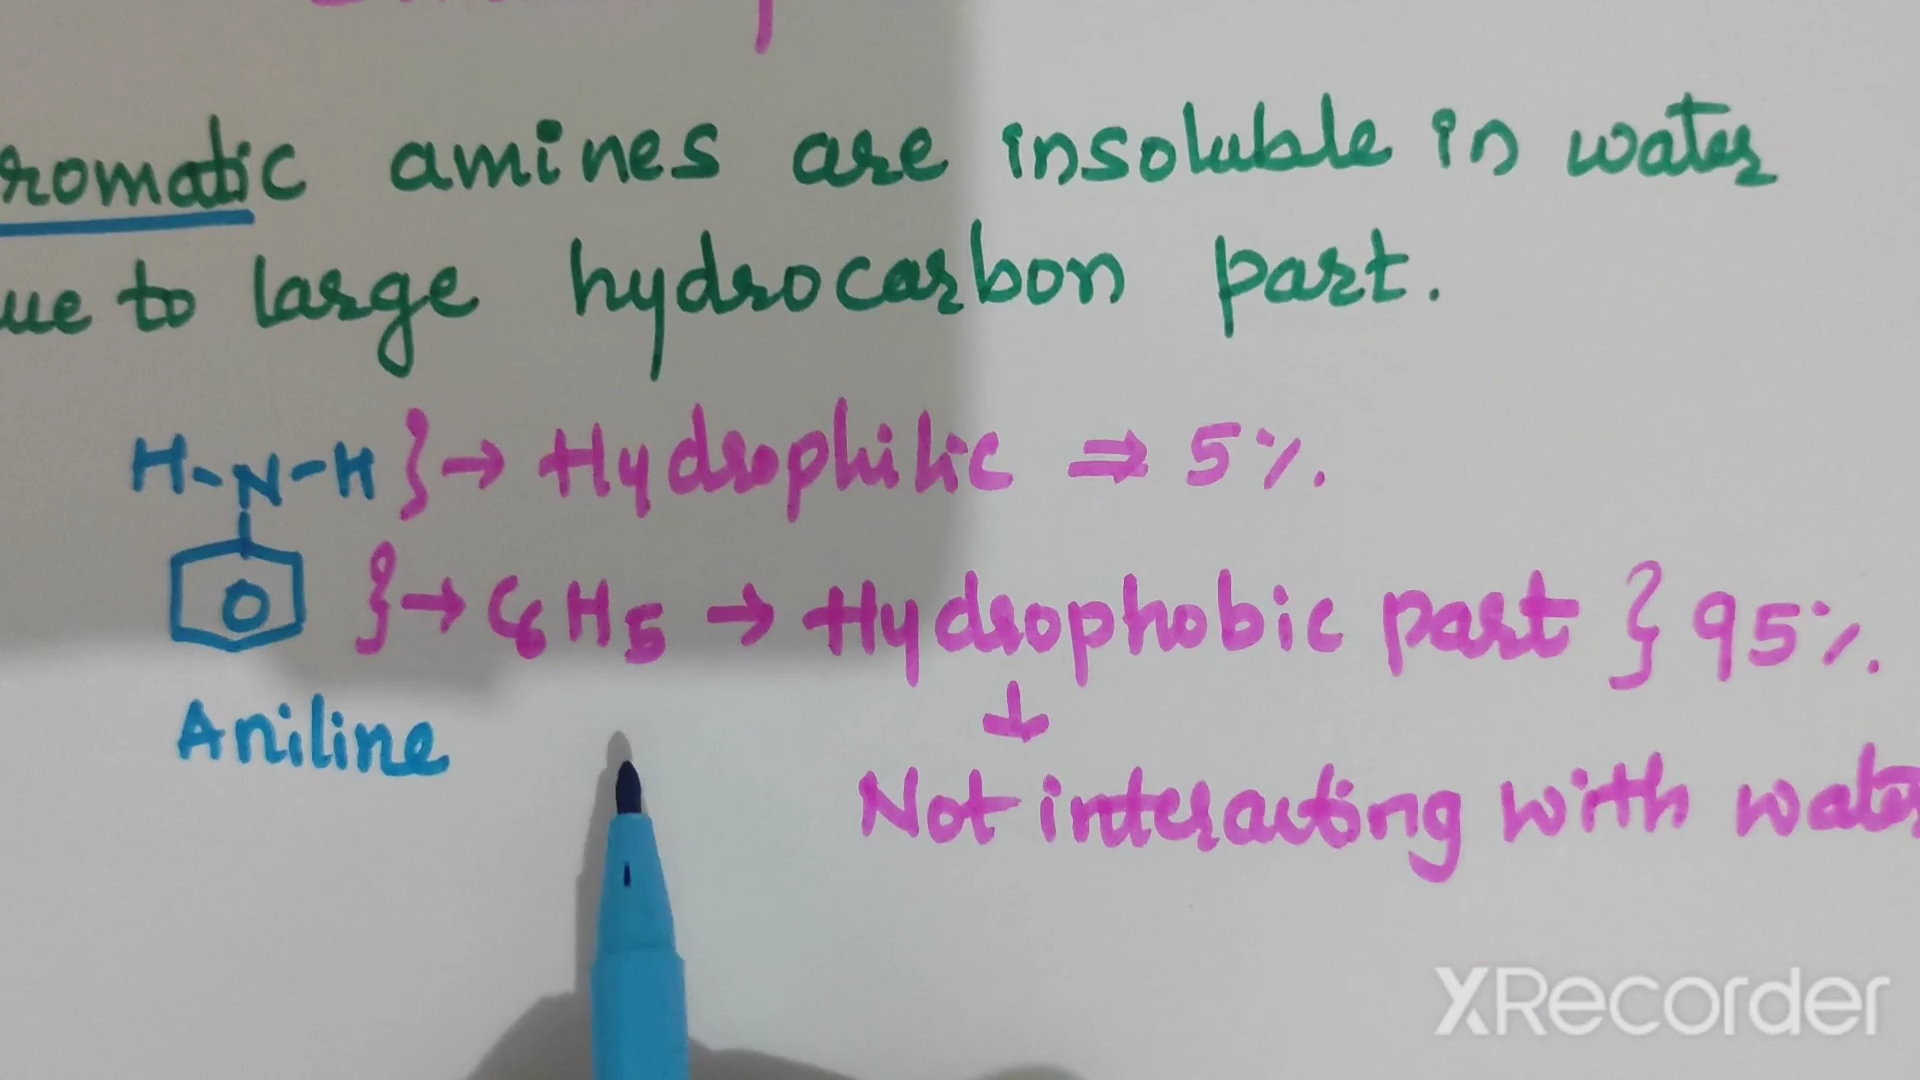 romatic amines are insoluble in water
ue to large hydrocarbon part.
H-N-H } → Hydrophilic ⇒ 5%.
} → C6H5 → Hydrophobic part } 95%.
↓
Aniline
Not interacting with water
XRecorder